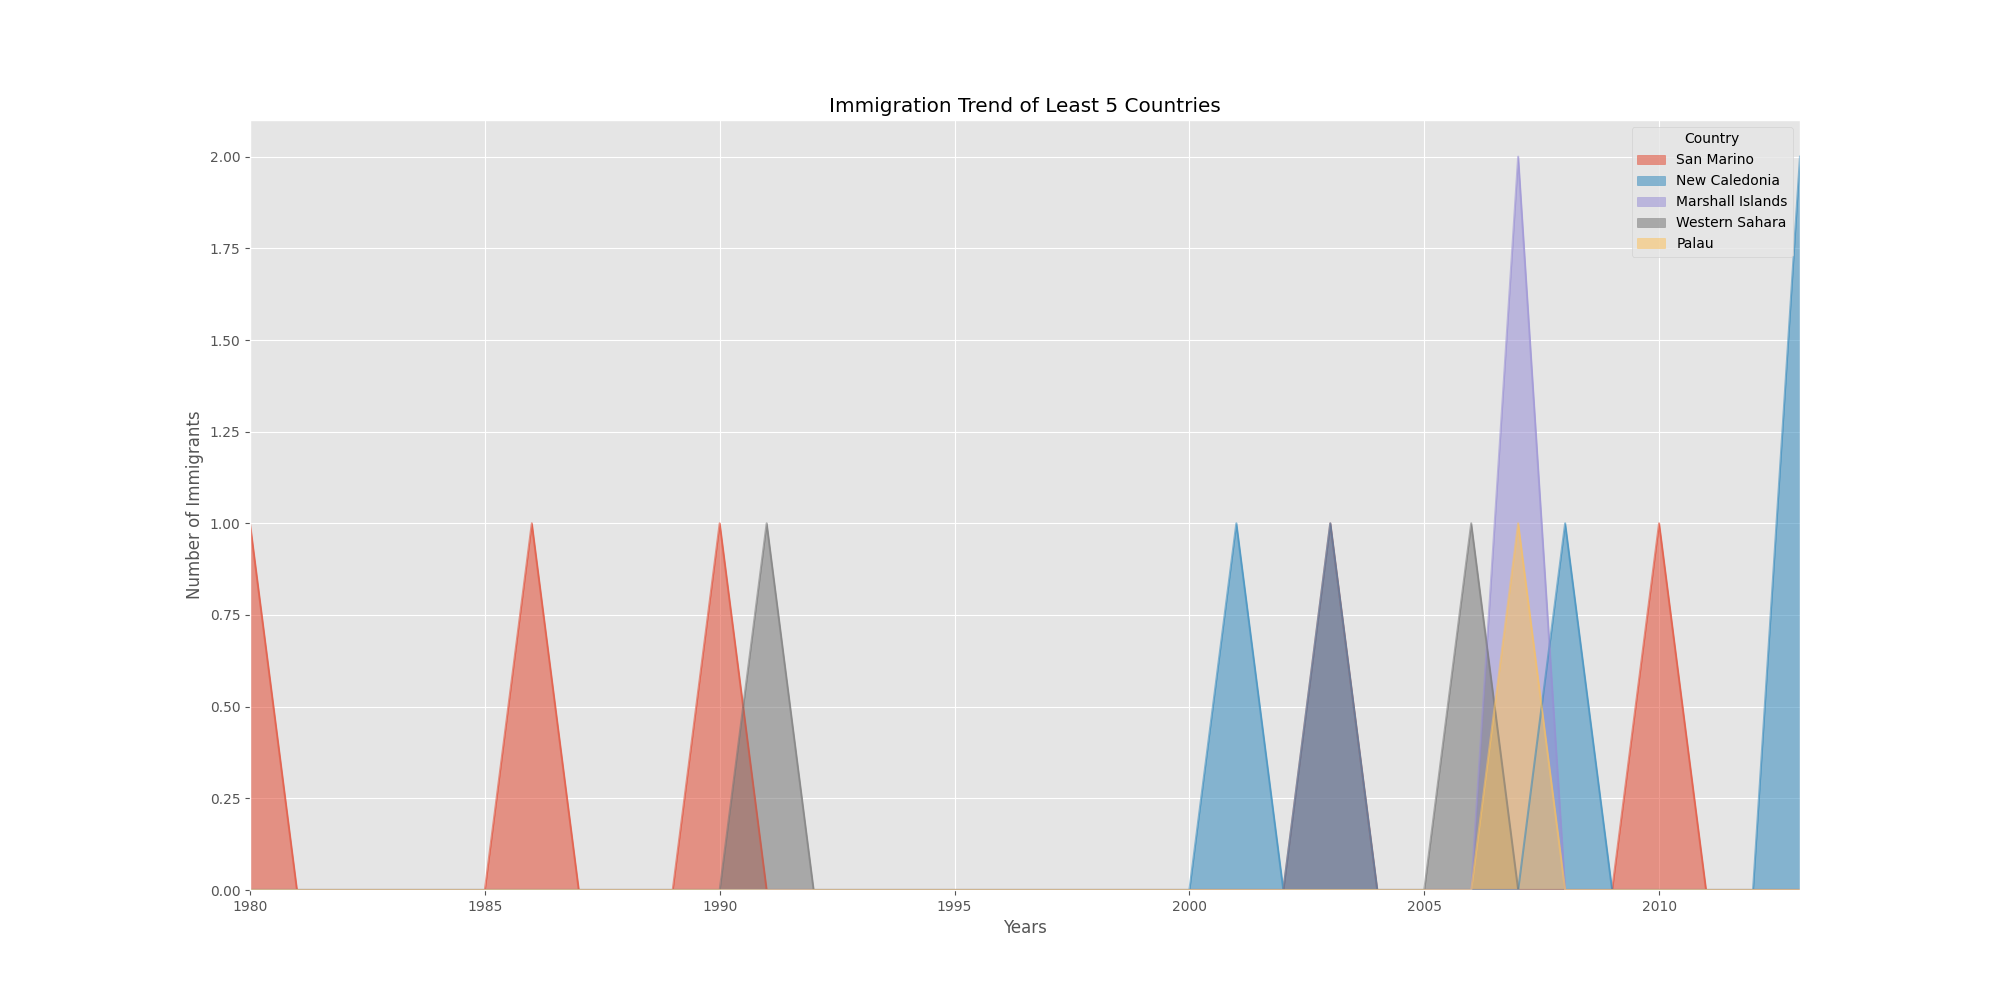 Immigration Trend of Least 5 Countries
Country
San Marino
New Caledonia
Marshall Islands
Western Sahara
Palau
Number of Immigrants
2.00
1.75
1.50
1.25
1.00
0.75
0.50
0.25
0.00
1980 1985 1990 1995 2000 2005 2010
Years